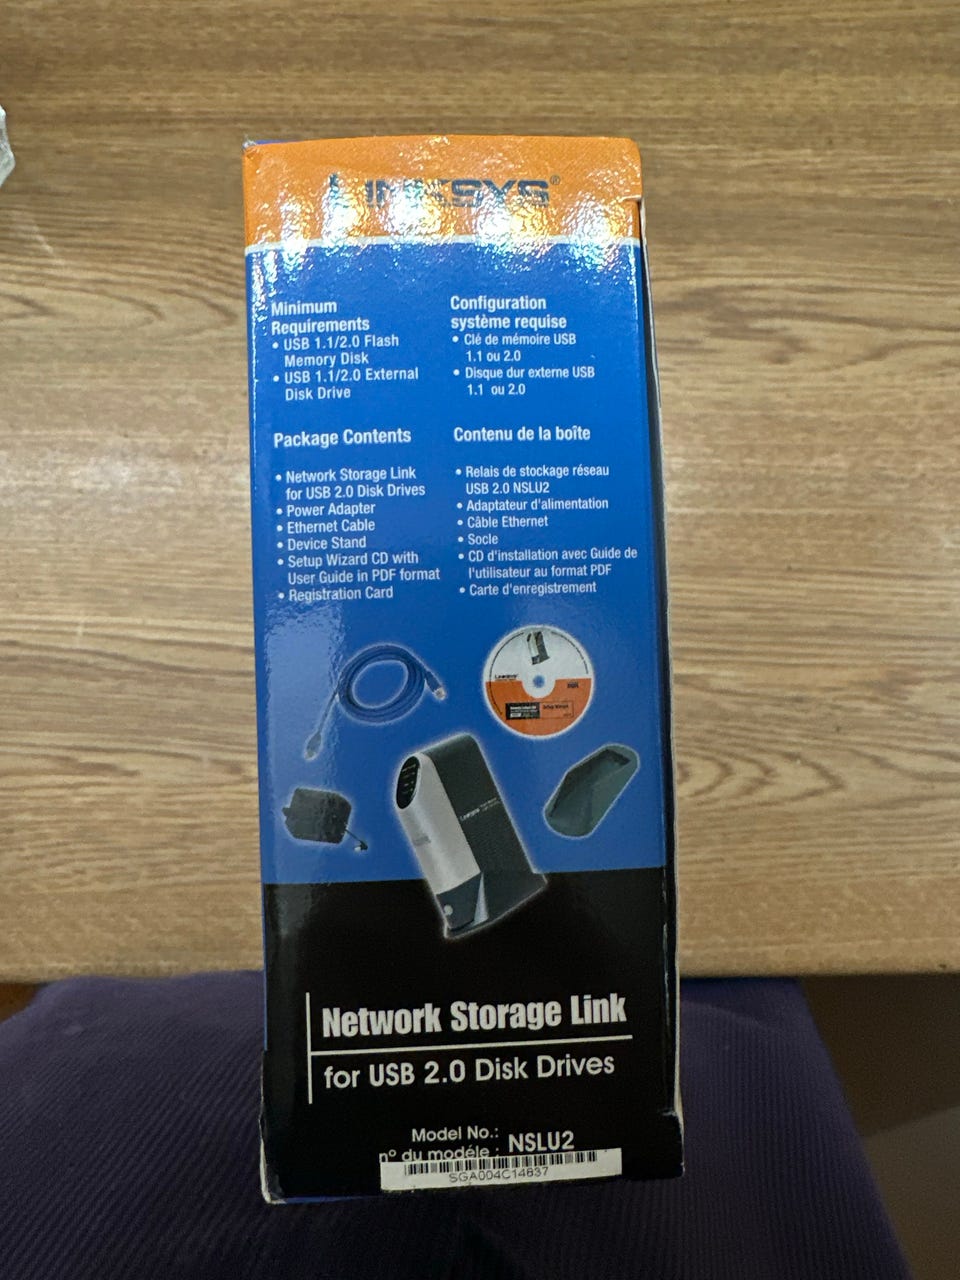 LINKSYS®
Minimum
Requirements
• USB 1.1/2.0 Flash
Memory Disk
• USB 1.1/2.0 External
Disk Drive
Configuration
système requise
• Clé de mémoire USB
1.1 ou 2.0
• Disque dur externe USB
1.1 ou 2.0
Package Contents
• Network Storage Link
for USB 2.0 Disk Drives
• Power Adapter
• Ethernet Cable
• Device Stand
• Setup Wizard CD with
User Guide in PDF format
• Registration Card
Contenu de la boîte
• Relais de stockage réseau
USB 2.0 NSLU2
• Adaptateur d'alimentation
• Câble Ethernet
• Socle
• CD d'installation avec Guide de
l'utilisateur au format PDF
• Carte d'enregistrement
Linksys
Linksys
Network Storage Link
for USB 2.0 Disk Drives
Model No.:
nº du modéle : NSLU2
SGA004C14837